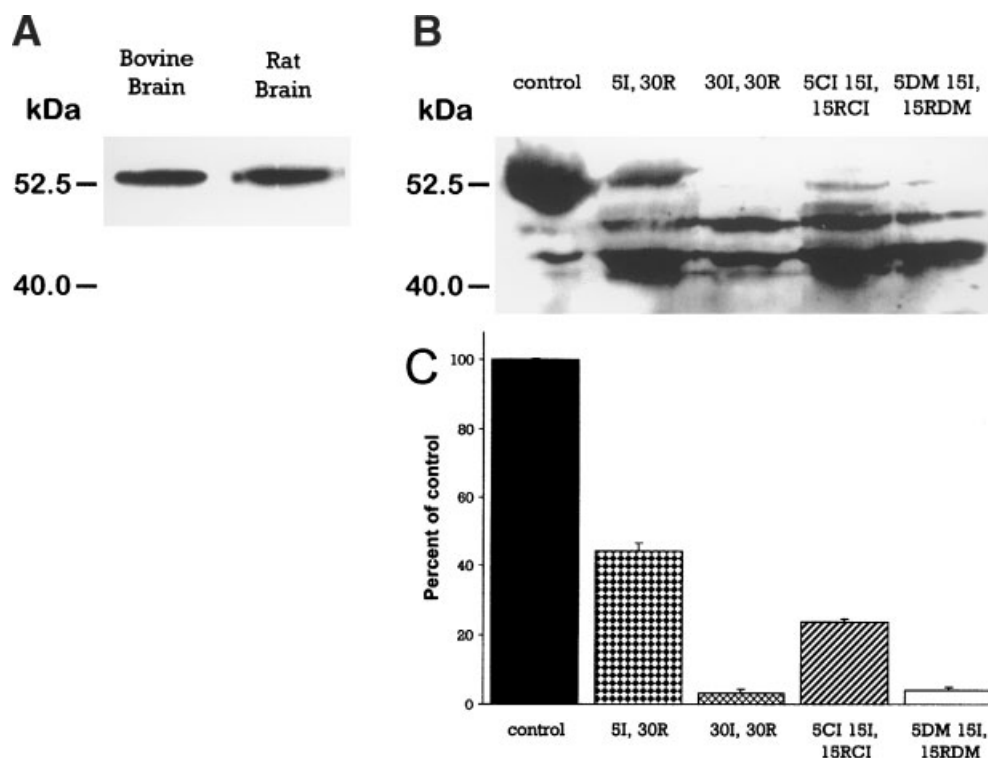 A
Bovine
Brain
Rat
Brain
kDa
52.5
40.0
B
control
5I, 30R
30I, 30R
5CI 15I,
15RCI
5DM 15I,
15RDM
kDa
52.5
40.0
C
Percent of control
100
80
60
40
20
0
control
5I, 30R
30I, 30R
5CI 15I,
15RCI
5DM 15I,
15RDM